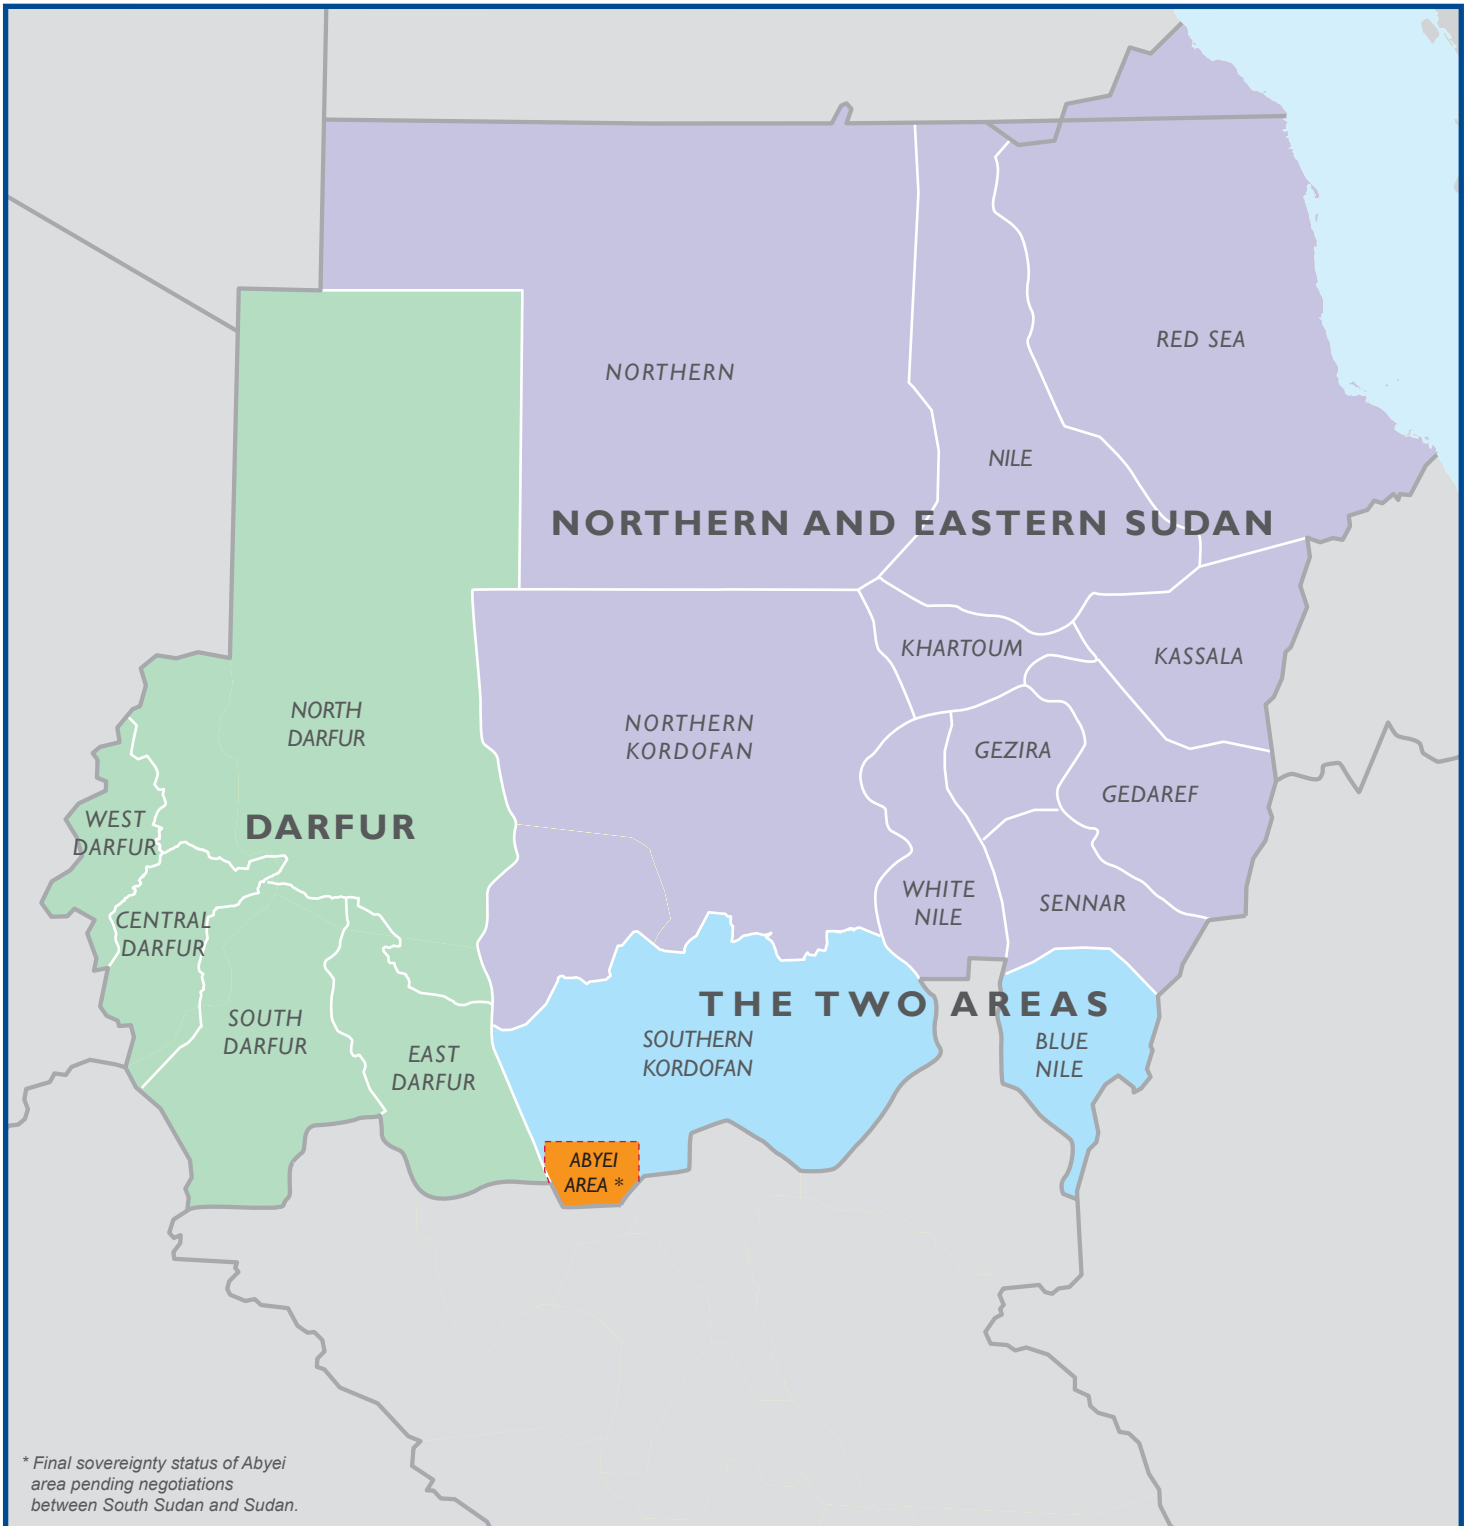 NORTHERN
RED SEA
NILE
NORTHERN AND EASTERN SUDAN
KHARTOUM
KASSALA
NORTH
DARFUR
NORTHERN
KORDOFAN
GEZIRA
GEDAREF
WEST
DARFUR
DARFUR
WHITE
NILE
SENNAR
CENTRAL
DARFUR
THE TWO AREAS
SOUTH
DARFUR
SOUTHERN
KORDOFAN
BLUE
NILE
EAST
DARFUR
ABYEI
AREA *
* Final sovereignty status of Abyei
area pending negotiations
between South Sudan and Sudan.